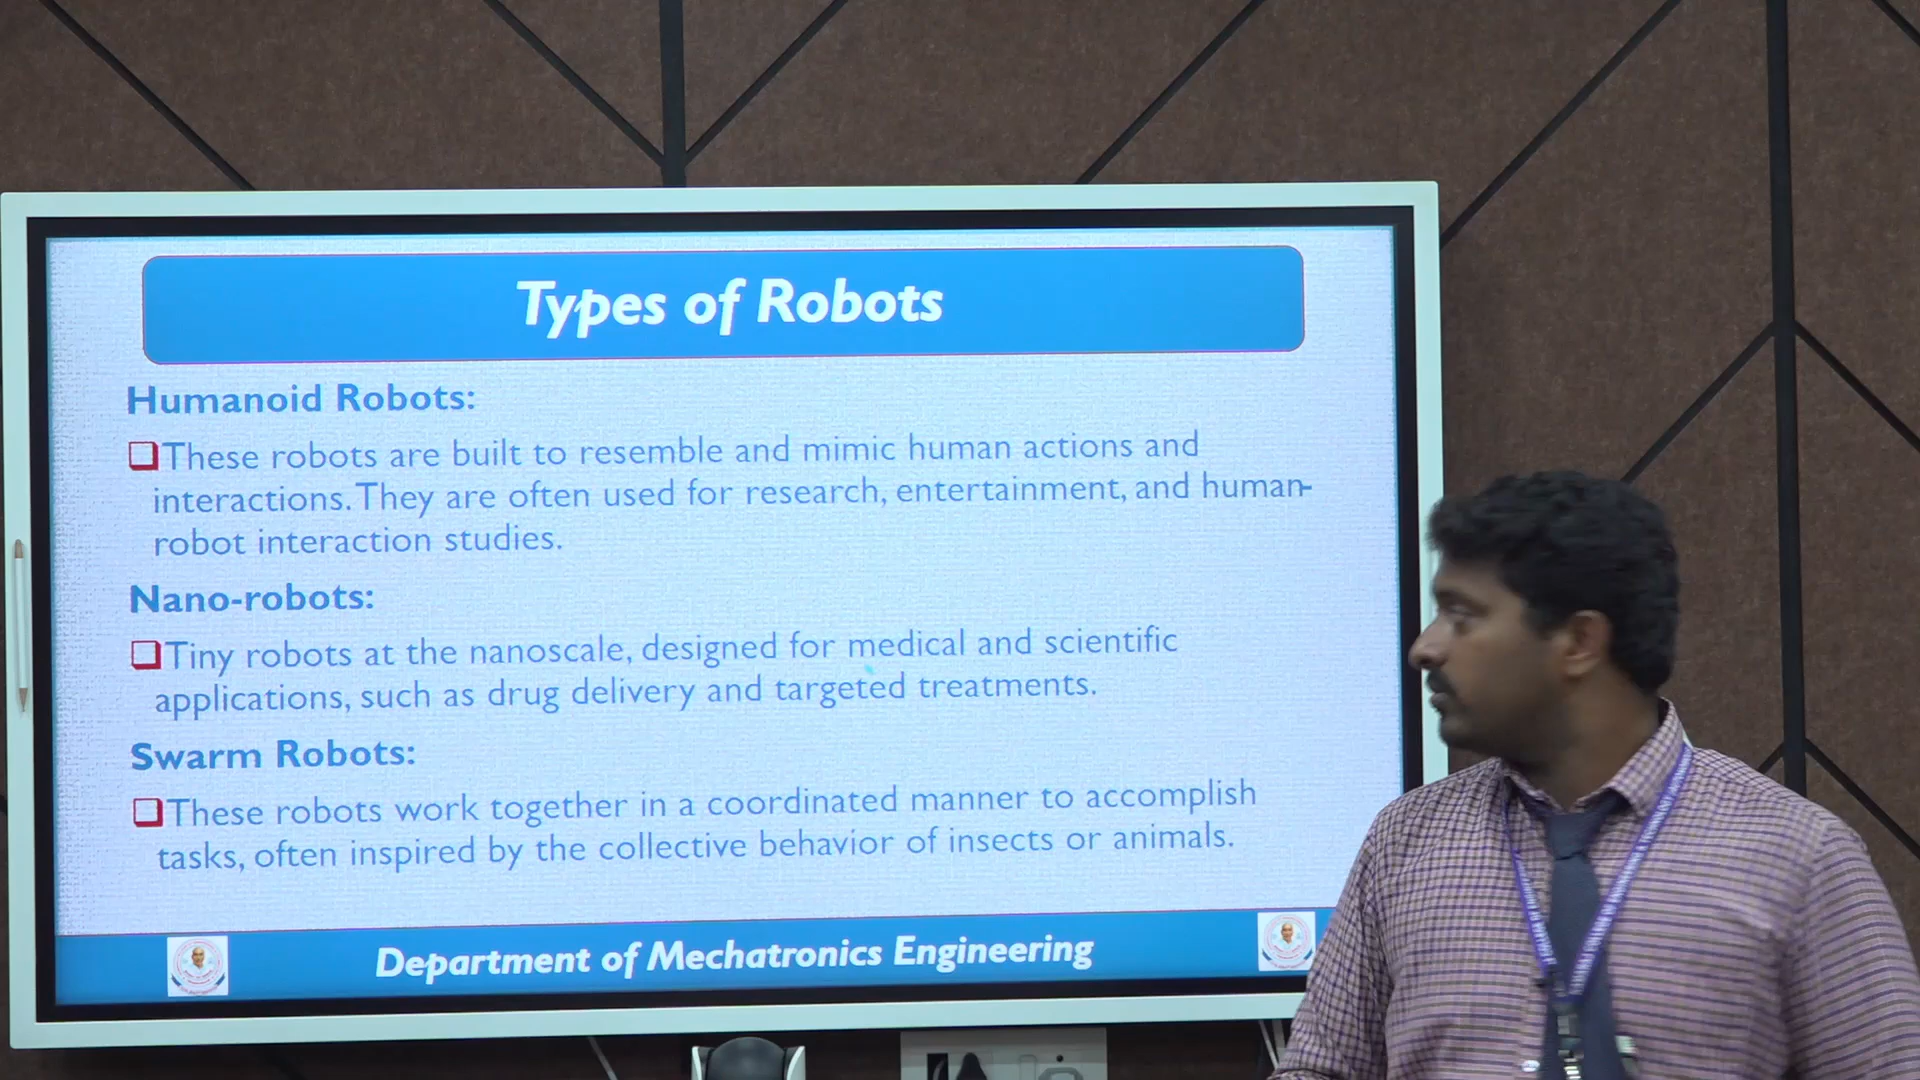 Types of Robots
Humanoid Robots:
These robots are built to resemble and mimic human actions and
interactions. They are often used for research, entertainment, and human-
robot interaction studies.
Nano-robots:
Tiny robots at the nanoscale, designed for medical and scientific
applications, such as drug delivery and targeted treatments.
Swarm Robots:
These robots work together in a coordinated manner to accomplish
tasks, often inspired by the collective behavior of insects or animals.
Department of Mechatronics Engineering